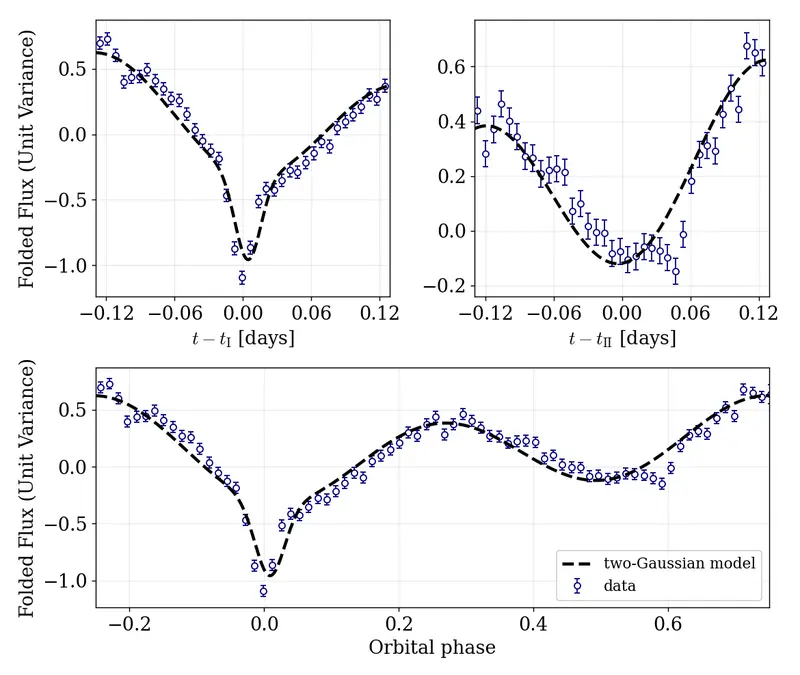 Folded Flux (Unit Variance)
0.5
0.0
−0.5
−1.0
−0.12 −0.06 0.00 0.06 0.12
t − tI [days]
0.6
0.4
0.2
0.0
−0.2
−0.12 −0.06 0.00 0.06 0.12
t − tII [days]
Folded Flux (Unit Variance)
0.5
0.0
−0.5
−1.0
two-Gaussian model
data
−0.2 0.0 0.2 0.4 0.6
Orbital phase